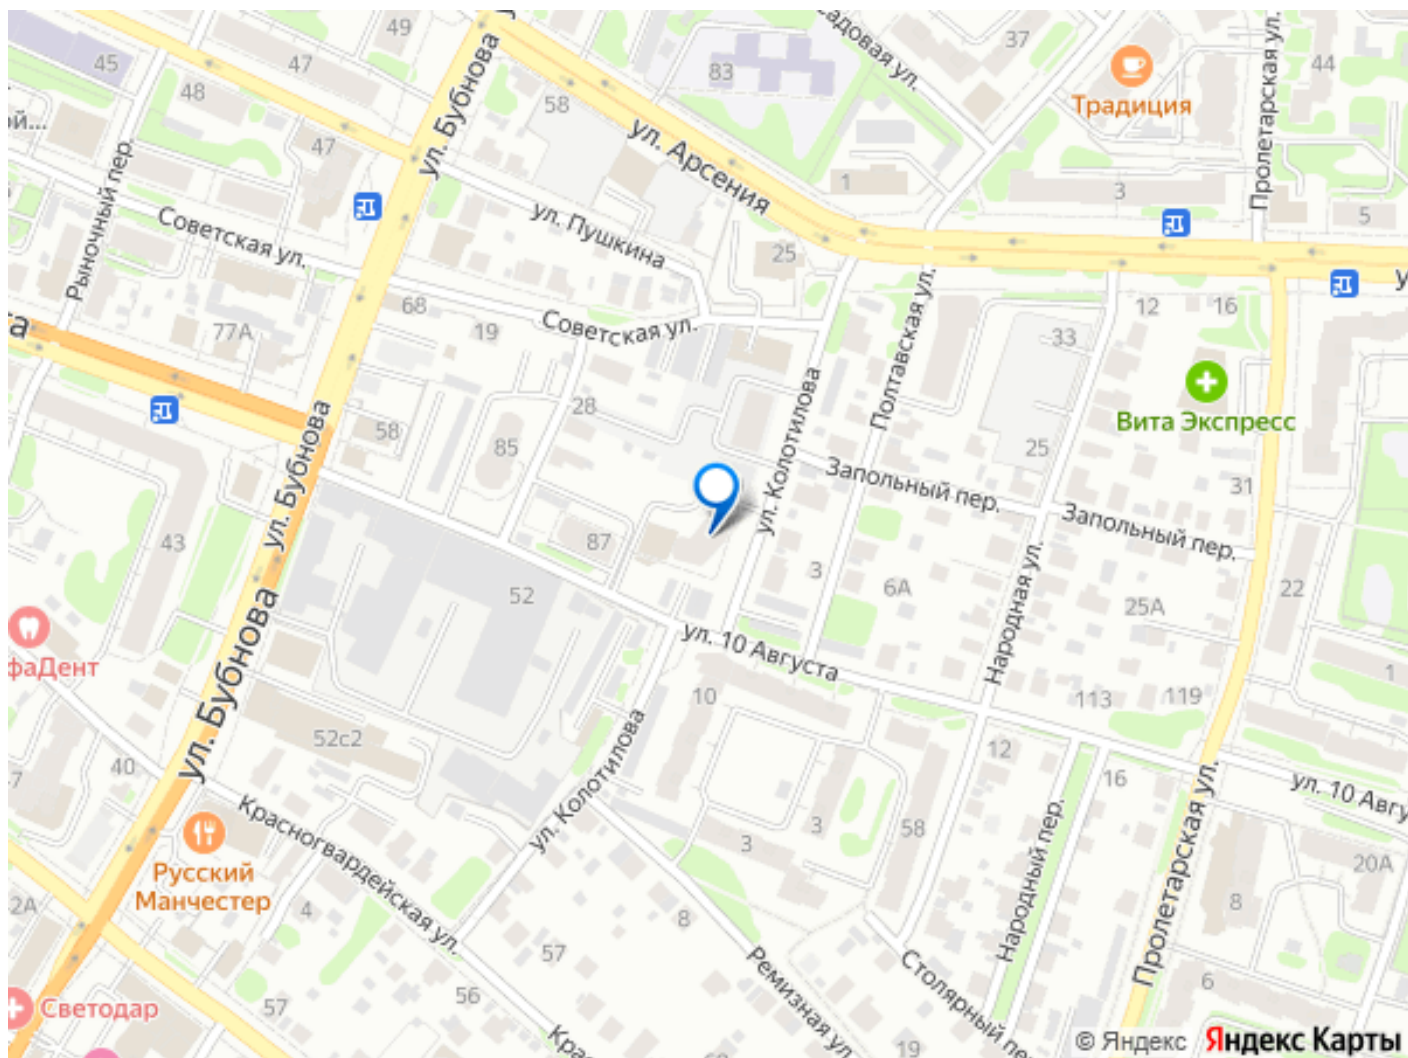 49
45
47
48
ой...
47
58
83
Садовая ул.
37
Традиция
Пролетарская ул.
44
ул. Бубнова
ул. Арсения
1
3
5
Рыночный пер.
Советская ул.
ул. Пушкина
25
77А
68
19
Советская ул.
Полтавская ул.
33
12
16
та
Вита Экспресс
ул. Колотилова
28
58
85
25
31
ул. Бубнова
Запольный пер.
Запольный пер.
43
87
52
3
6А
25А
22
Народная ул.
фаДент
ул. 10 Августа
1
10
113
119
ул. Бубнова
52с2
12
16
40
ул. Колотилова
ул. 10 Авгу
Красногвардейская ул.
3
3
58
Народный пер.
Пролетарская ул.
20А
Русский
Манчестер
2А
4
8
8
57
Ремизная ул.
Столярный пер.
56
57
6
Светодар
Крас
19
© Яндекс
Яндекс Карты